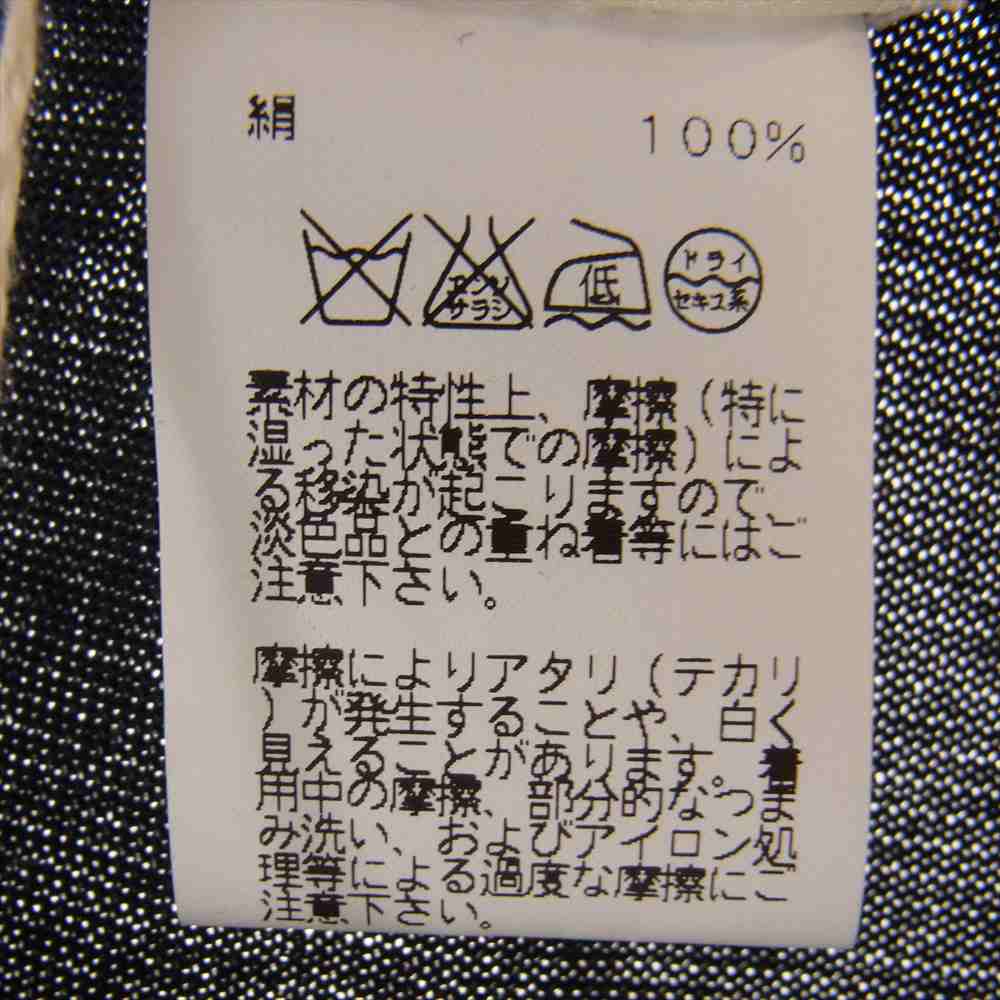 絹 100%
エンソ 低 ドライ
サラシ セキユ系
素材の特性上、摩擦(特に
湿った状態での摩擦)によ
る移染が起こりますので、
淡色品との重ね着等にはご
注意下さい。
摩擦によりアタリ(テカリ
)が発生することや、白く
見えることがあります。着
用中の摩擦、部分的なつま
み洗い、およびアイロン処
理等による過度な摩擦にご
注意下さい。